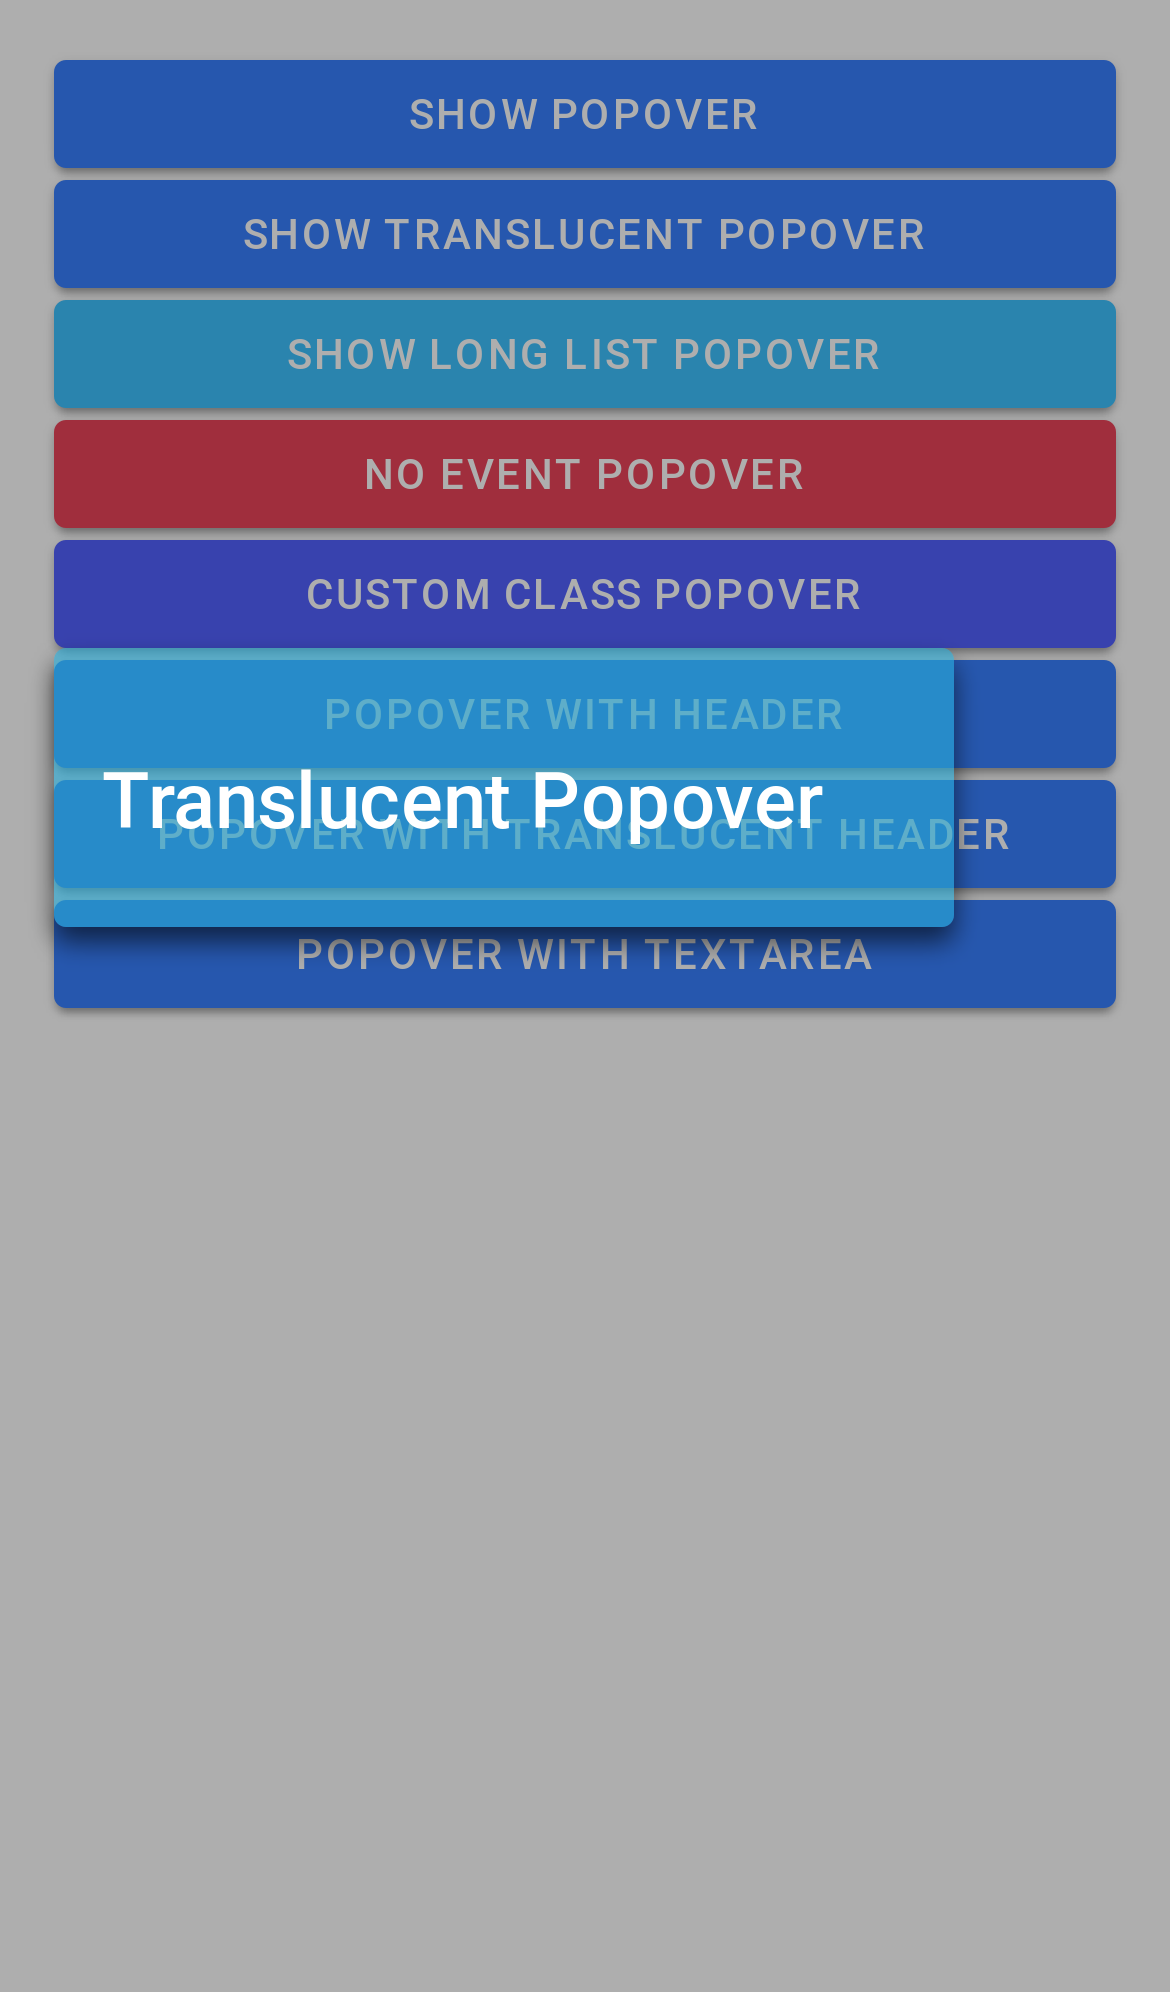 SHOW POPOVER
SHOW TRANSLUCENT POPOVER
SHOW LONG LIST POPOVER
NO EVENT POPOVER
CUSTOM CLASS POPOVER
POPOVER WITH HEADER
Translucent Popover
POPOVER WITH TRANSLUCENT HEADER
POPOVER WITH TEXTAREA